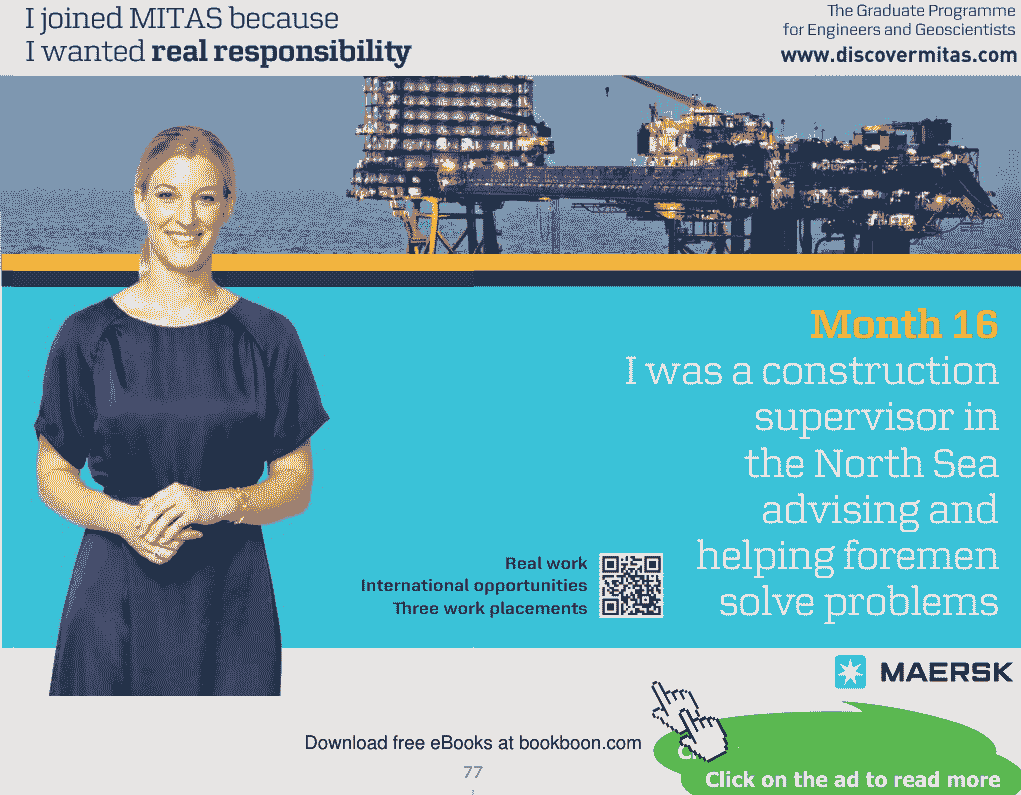 I joined MITAS because
I wanted real responsibility
The Graduate Programme
for Engineers and Geoscientists
www.discovermitas.com
Month 16
I was a construction
supervisor in
the North Sea
advising and
helping foremen
solve problems
Real work
International opportunities
Three work placements
MAERSK
Download free eBooks at bookboon.com
77
Click on the ad to read more